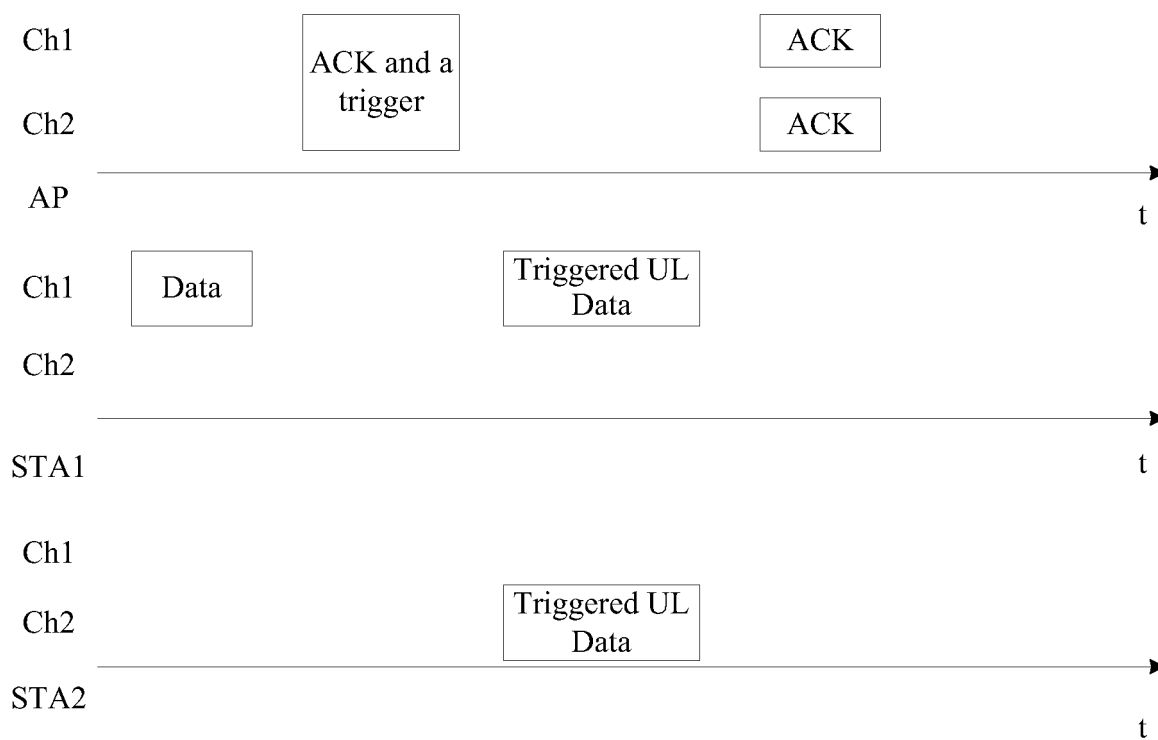 Ch1
ACK and a
trigger
ACK
Ch2
ACK
AP
t
Ch1
Data
Triggered UL
Data
Ch2
STA1
t
Ch1
Ch2
Triggered UL
Data
STA2
t